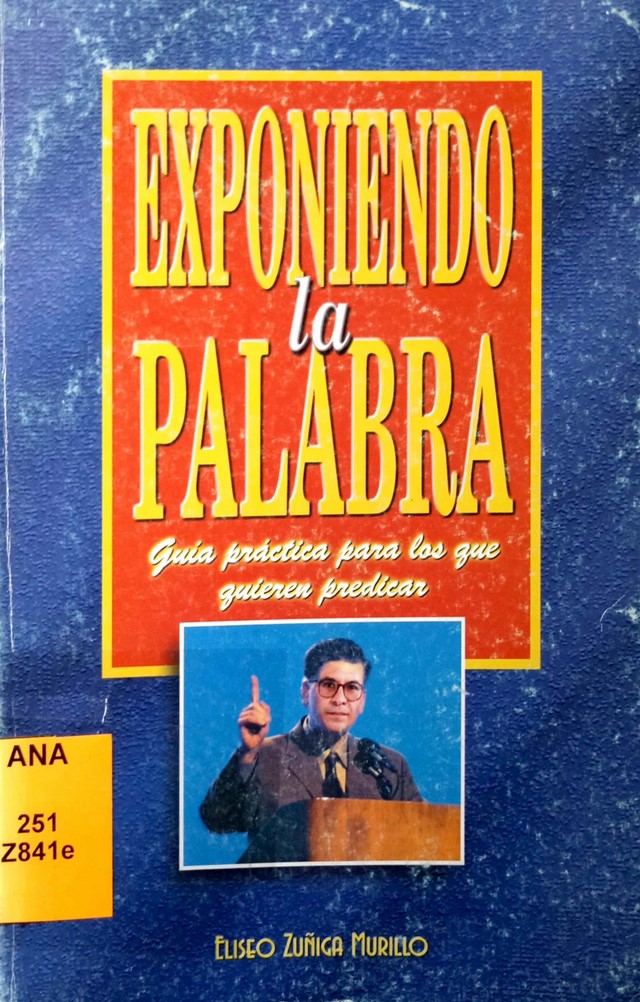 EXPONIENDO
la
PALABRA
Guía práctica para los que
quieren predicar
ANA
251
Z841e
ELISEO ZUÑIGA MURILLO